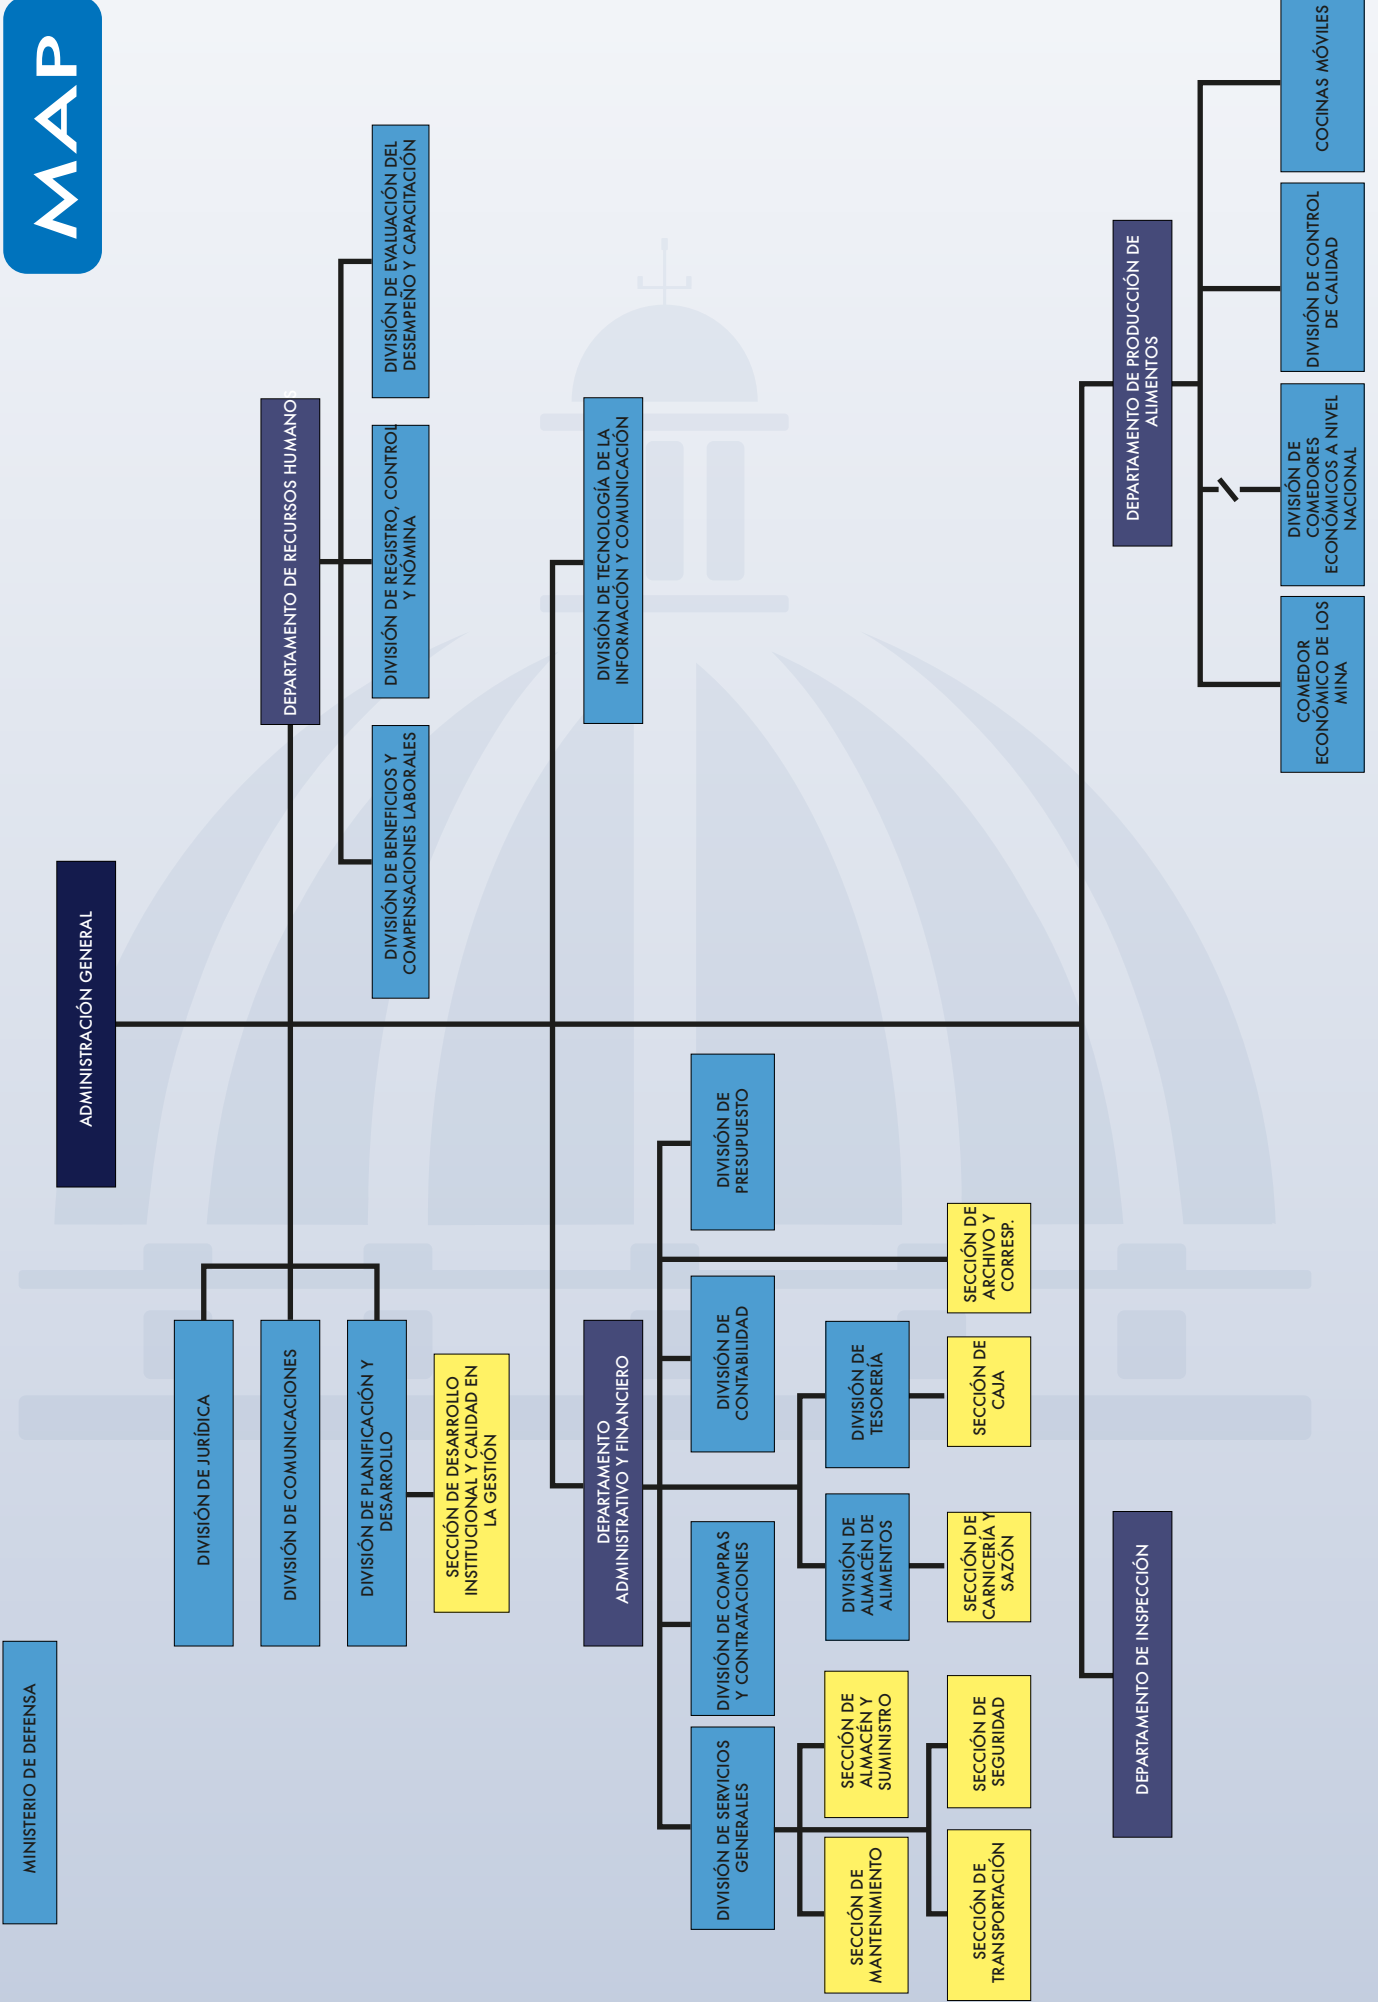 MINISTERIO DE DEFENSA
MAP
ADMINISTRACIÓN GENERAL
DIVISIÓN DE JURÍDICA
DIVISIÓN DE COMUNICACIONES
DEPARTAMENTO DE RECURSOS HUMANOS
DIVISIÓN DE PLANIFICACIÓN Y
DESARROLLO
DIVISIÓN DE BENEFICIOS Y
COMPENSACIONES LABORALES
DIVISIÓN DE REGISTRO, CONTROL
Y NÓMINA
DIVISIÓN DE EVALUACIÓN DEL
DESEMPEÑO Y CAPACITACIÓN
SECCIÓN DE DESARROLLO
INSTITUCIONAL Y CALIDAD EN
LA GESTIÓN
DEPARTAMENTO
ADMINISTRATIVO Y FINANCIERO
DIVISIÓN DE TECNOLOGÍA DE LA
INFORMACIÓN Y COMUNICACIÓN
DIVISIÓN DE SERVICIOS
GENERALES
DIVISIÓN DE COMPRAS
Y CONTRATACIONES
DIVISIÓN DE
CONTABILIDAD
DIVISIÓN DE
PRESUPUESTO
SECCIÓN DE
MANTENIMIENTO
SECCIÓN DE
ALMACÉN Y
SUMINISTRO
DIVISIÓN DE
ALMACÉN DE
ALIMENTOS
DIVISIÓN DE
TESORERÍA
SECCIÓN DE
TRANSPORTACIÓN
SECCIÓN DE
SEGURIDAD
SECCIÓN DE
CARNICERÍA Y
SAZÓN
SECCIÓN DE
CAJA
SECCIÓN DE
ARCHIVO Y
CORRESP.
DEPARTAMENTO DE INSPECCIÓN
DEPARTAMENTO DE PRODUCCIÓN DE
ALIMENTOS
COMEDOR
ECONÓMICO DE LOS
MINA
DIVISIÓN DE
COMEDORES
ECONÓMICOS A NIVEL
NACIONAL
DIVISIÓN DE CONTROL
DE CALIDAD
COCINAS MÓVILES